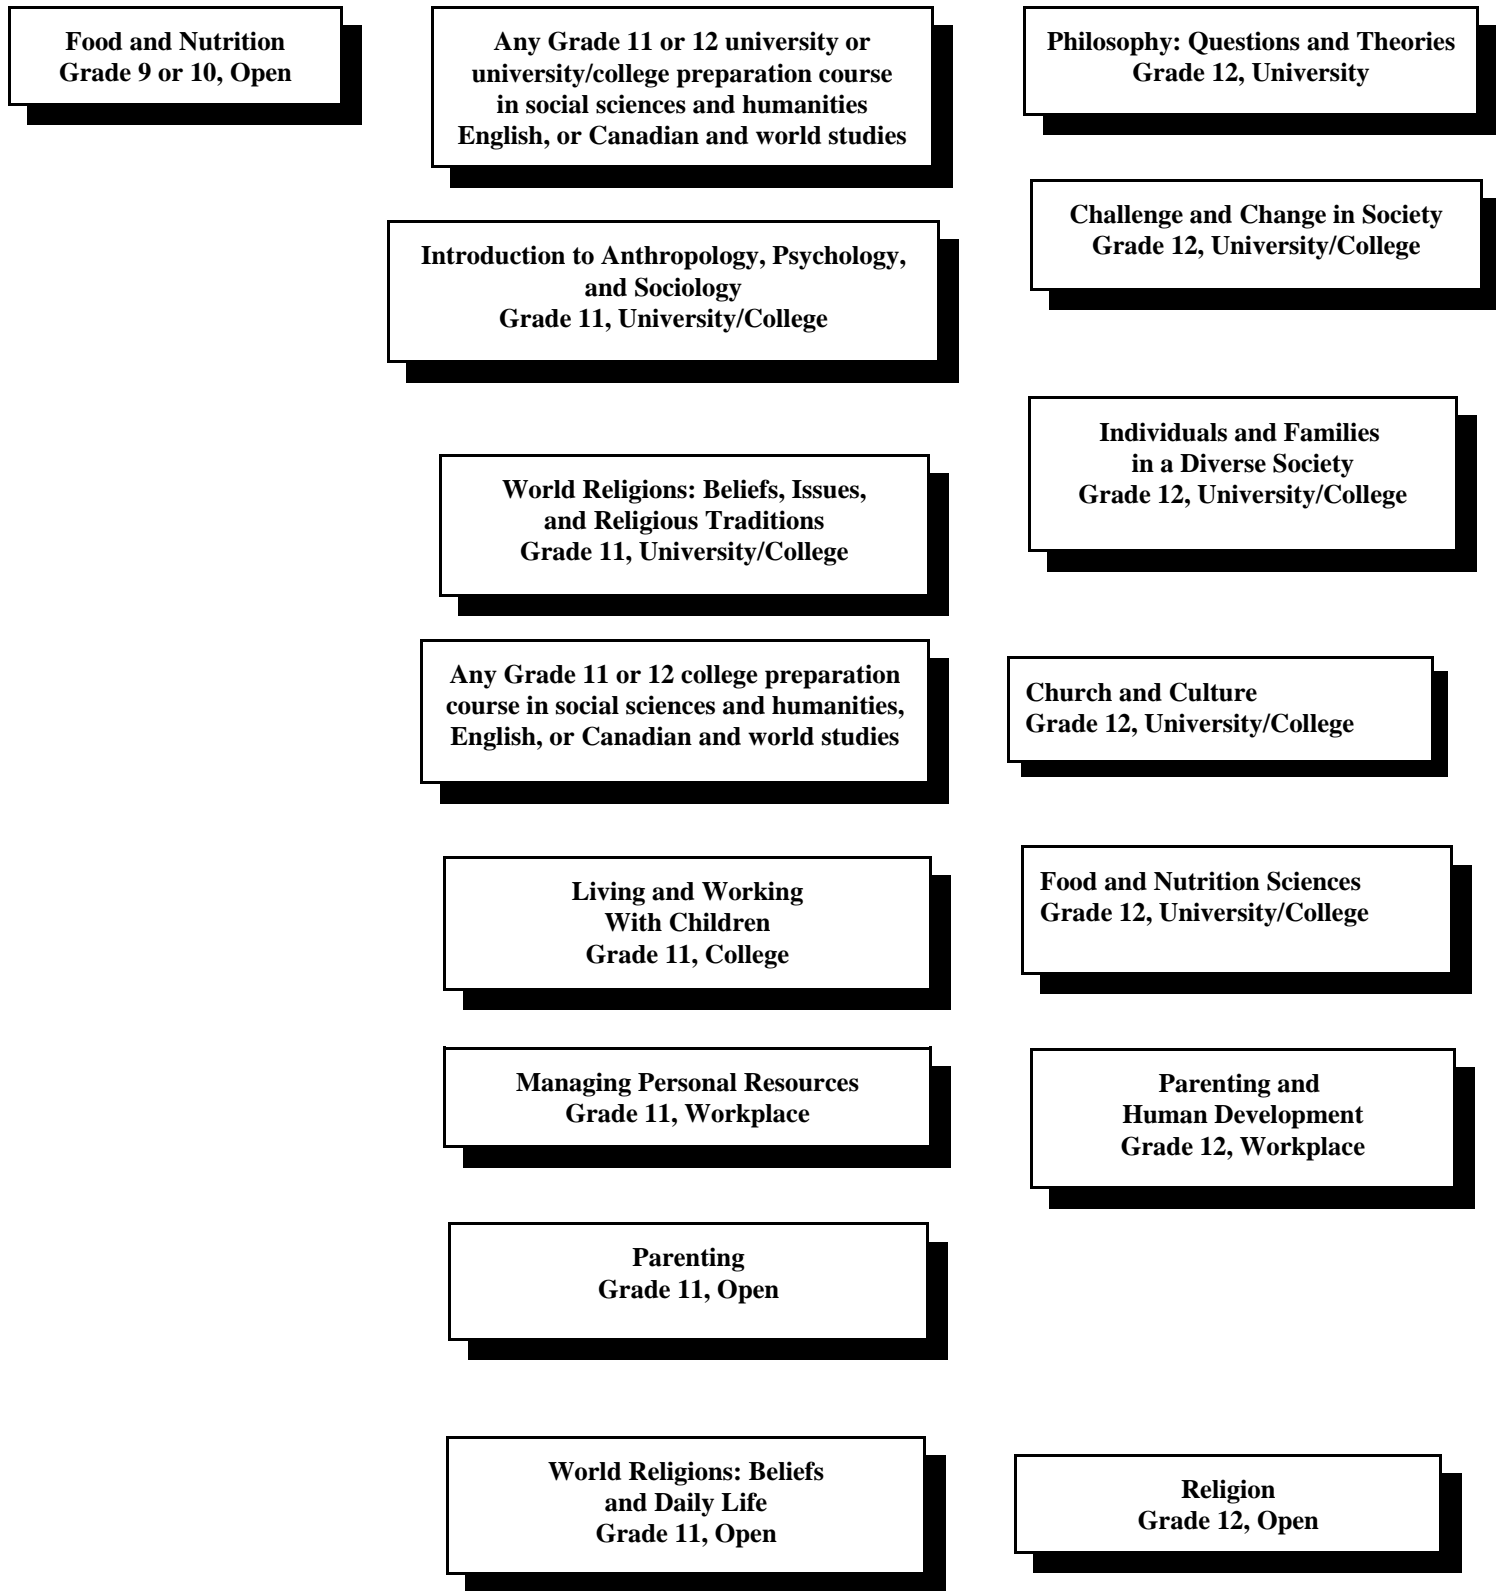 Food and Nutrition
Grade 9 or 10, Open
Any Grade 11 or 12 university or
university/college preparation course
in social sciences and humanities
English, or Canadian and world studies
Philosophy: Questions and Theories
Grade 12, University
Challenge and Change in Society
Grade 12, University/College
Introduction to Anthropology, Psychology,
and Sociology
Grade 11, University/College
Individuals and Families
in a Diverse Society
Grade 12, University/College
World Religions: Beliefs, Issues,
and Religious Traditions
Grade 11, University/College
Any Grade 11 or 12 college preparation
course in social sciences and humanities,
English, or Canadian and world studies
Church and Culture
Grade 12, University/College
Living and Working
With Children
Grade 11, College
Food and Nutrition Sciences
Grade 12, University/College
Managing Personal Resources
Grade 11, Workplace
Parenting and
Human Development
Grade 12, Workplace
Parenting
Grade 11, Open
World Religions: Beliefs
and Daily Life
Grade 11, Open
Religion
Grade 12, Open